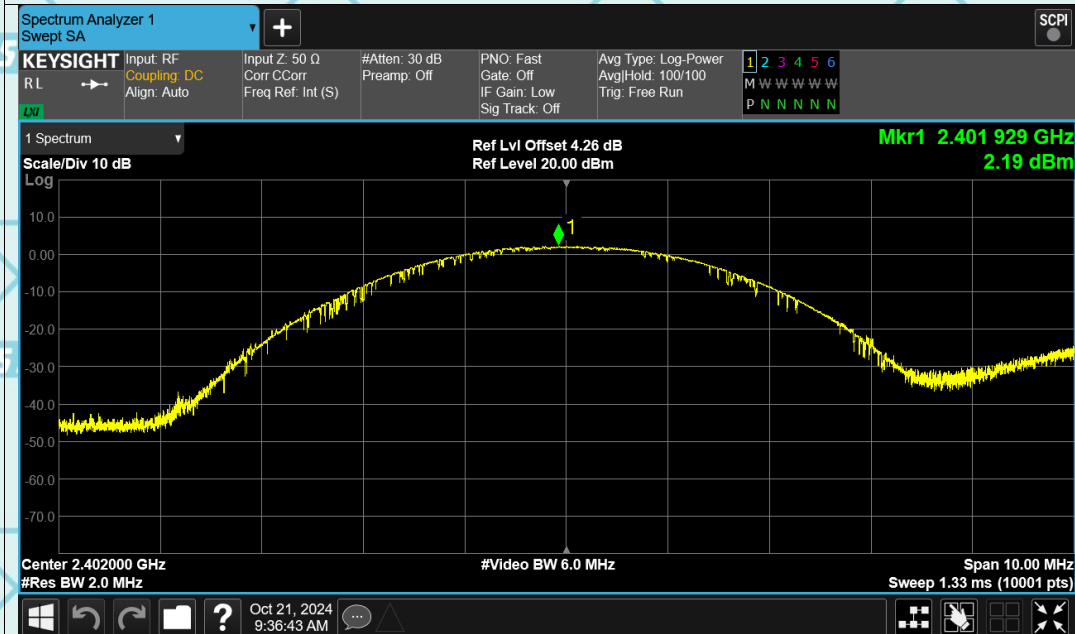 Spectrum Analyzer 1
Swept SA
+
SCPI
KEYSIGHT
R L
LXI
Input: RF
Coupling: DC
Align: Auto
Input Z: 50 Ω
Corr CCorr
Freq Ref: Int (S)
#Atten: 30 dB
Preamp: Off
PNO: Fast
Gate: Off
IF Gain: Low
Sig Track: Off
Avg Type: Log-Power
Avg|Hold: 100/100
Trig: Free Run
1 2 3 4 5 6
M W W W W W
P N N N N N
1 Spectrum
Scale/Div 10 dB
Ref Lvl Offset 4.26 dB
Ref Level 20.00 dBm
Mkr1 2.401 929 GHz
2.19 dBm
Log
10.0
0.00
-10.0
-20.0
-30.0
-40.0
-50.0
-60.0
-70.0
1
Center 2.402000 GHz
#Res BW 2.0 MHz
#Video BW 6.0 MHz
Span 10.00 MHz
Sweep 1.33 ms (10001 pts)
?
Oct 21, 2024
9:36:43 AM